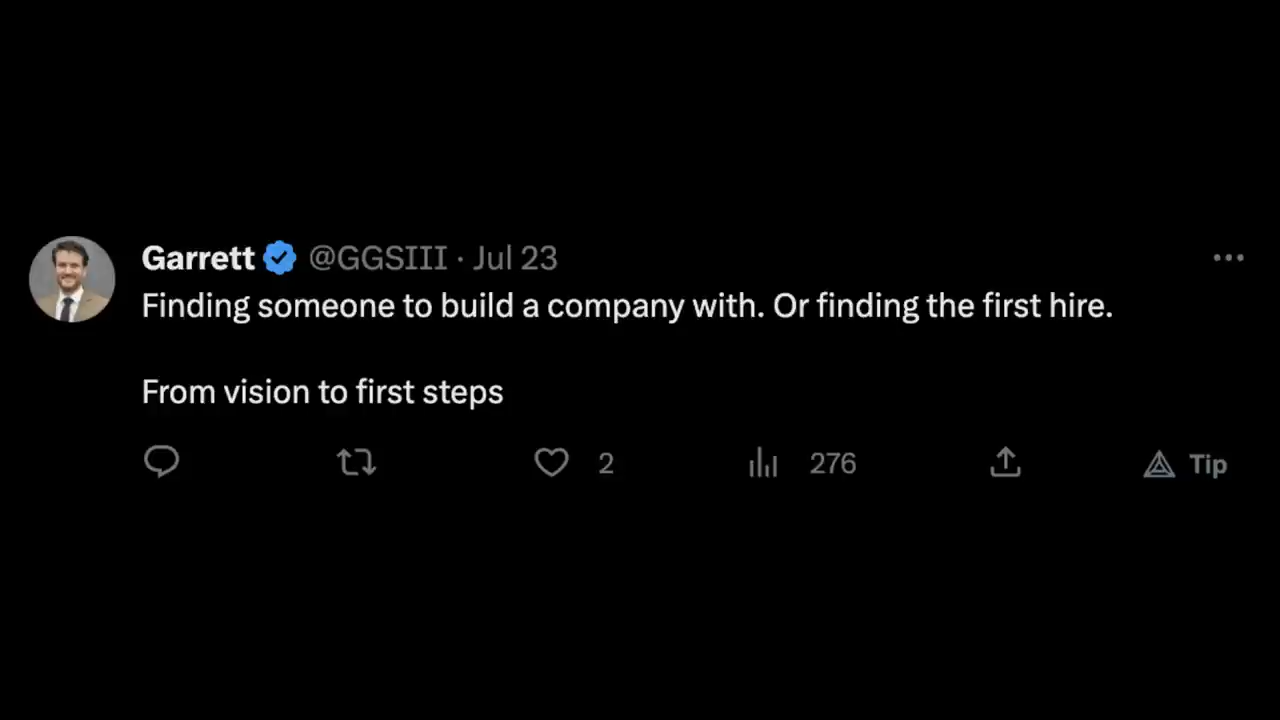 Garrett @GGSIII · Jul 23
Finding someone to build a company with. Or finding the first hire.
From vision to first steps
2 276 Tip